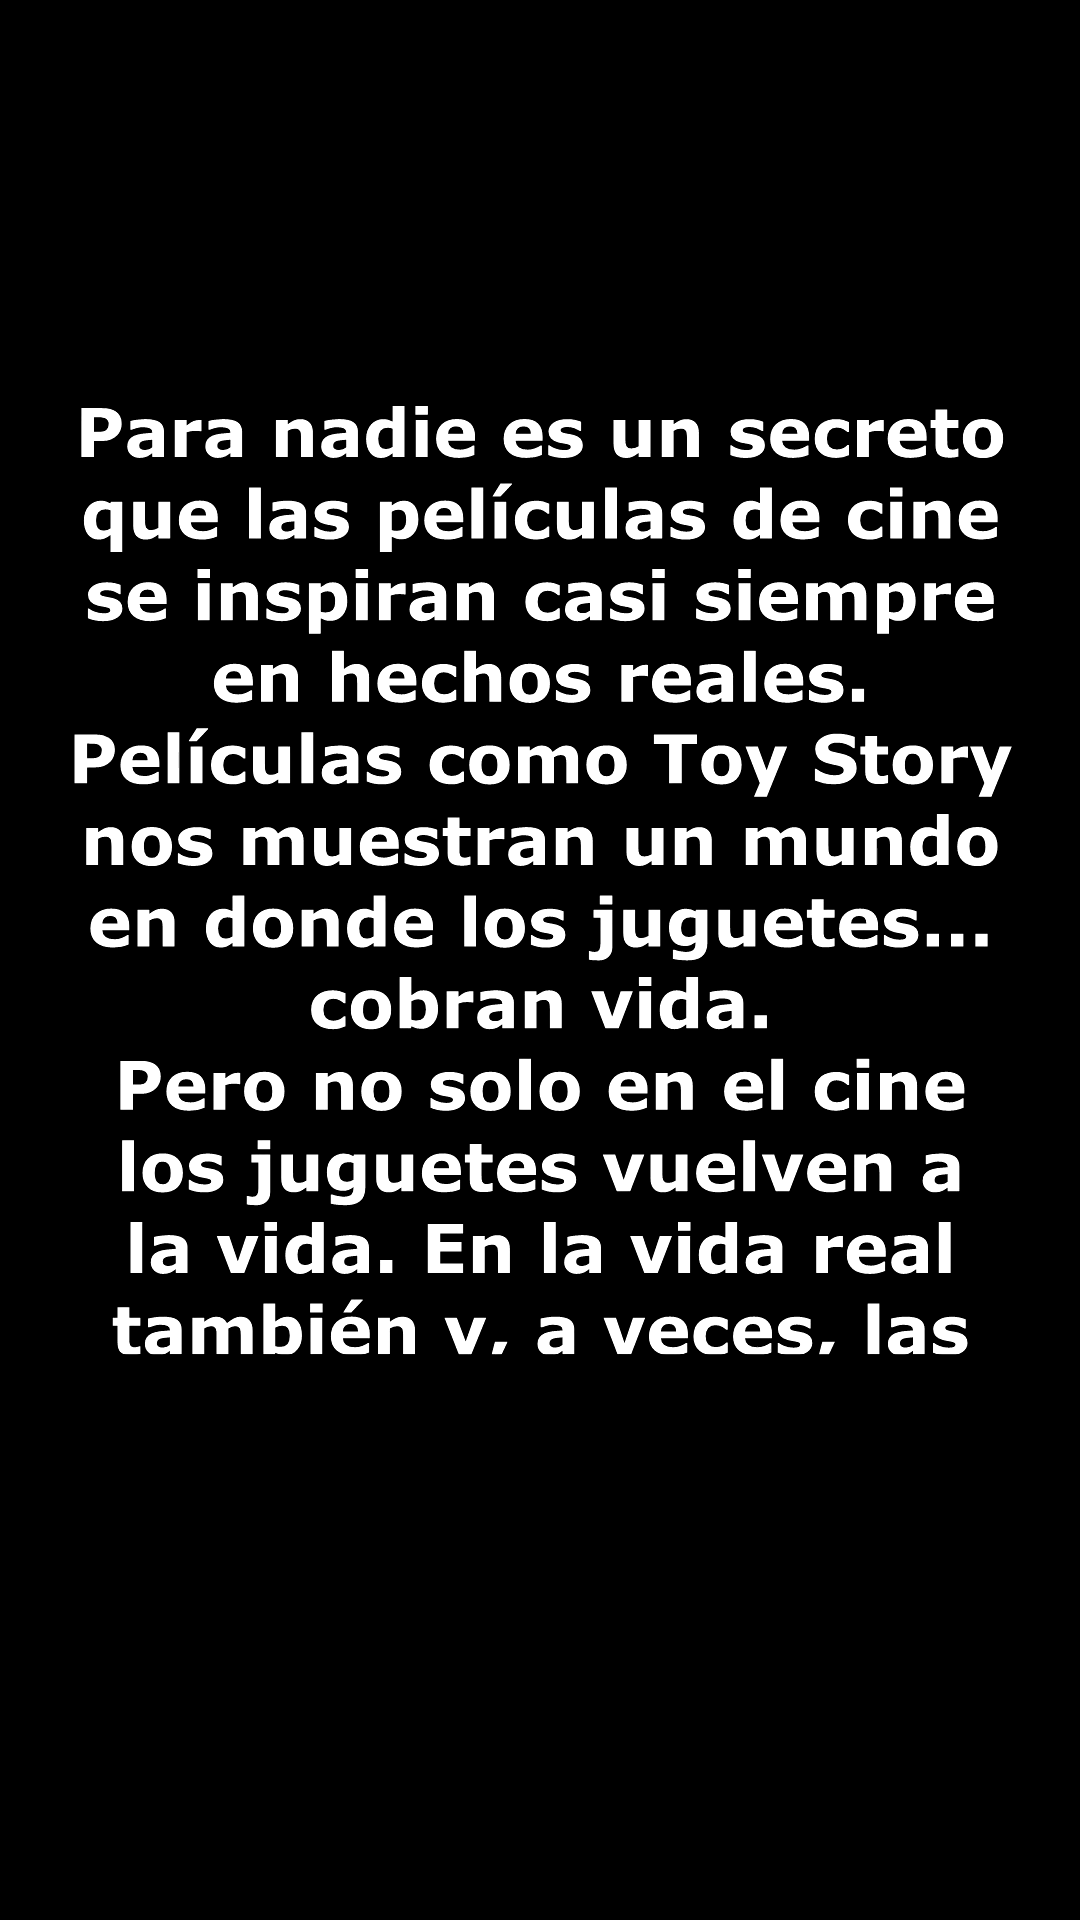 Para nadie es un secreto
que las películas de cine
se inspiran casi siempre
en hechos reales.
Películas como Toy Story
nos muestran un mundo
en donde los juguetes...
cobran vida.
Pero no solo en el cine
los juguetes vuelven a
la vida. En la vida real
también y, a veces, las